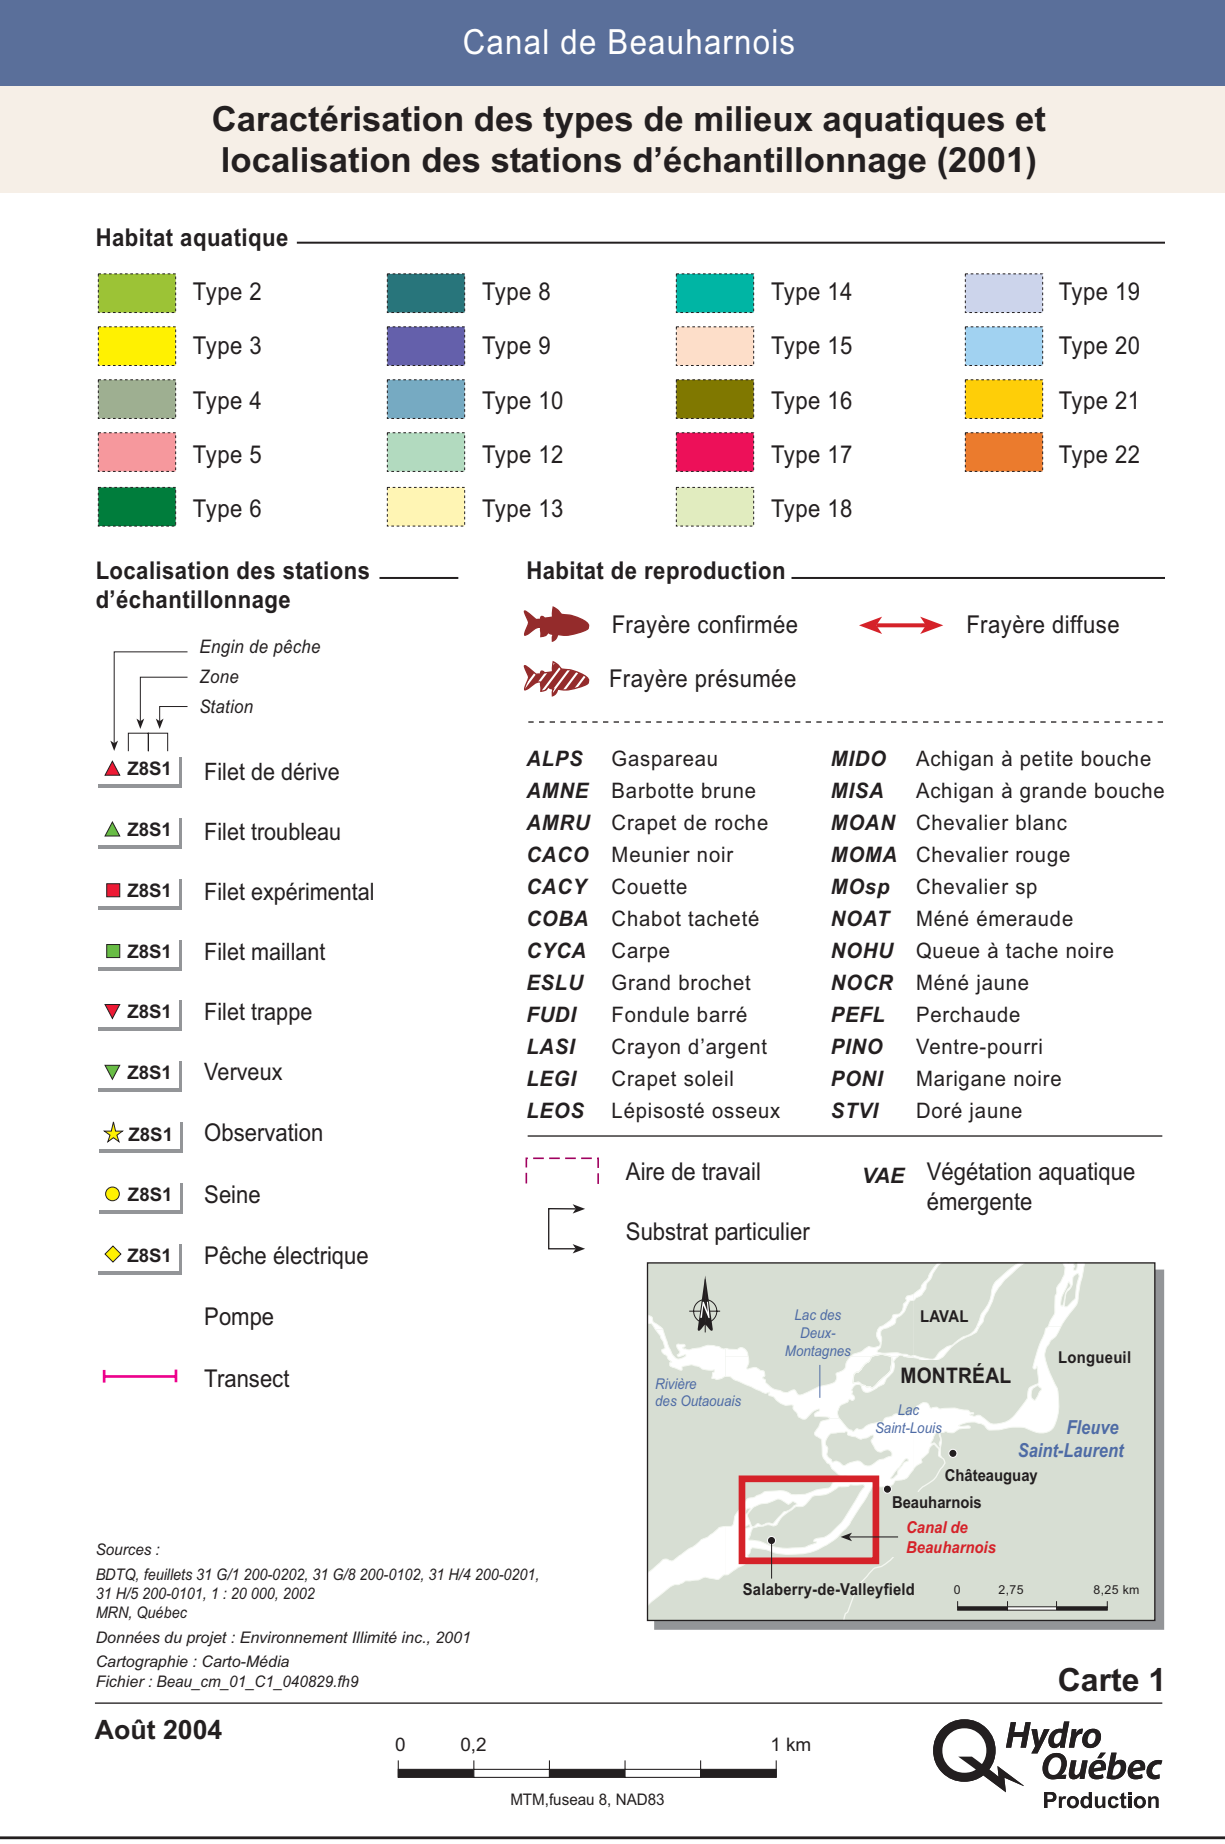 Canal de Beauharnois
Caractérisation des types de milieux aquatiques et
localisation des stations d’échantillonnage (2001)
Habitat aquatique
Type 2
Type 3
Type 4
Type 5
Type 6
Type 8
Type 9
Type 10
Type 12
Type 13
Type 14
Type 15
Type 16
Type 17
Type 18
Type 19
Type 20
Type 21
Type 22
Localisation des stations
d’échantillonnage
Engin de pêche
Zone
Station
Z8S1 Filet de dérive
Z8S1 Filet troubleau
Z8S1 Filet expérimental
Z8S1 Filet maillant
Z8S1 Filet trappe
Z8S1 Verveux
Z8S1 Observation
Z8S1 Seine
Z8S1 Pêche électrique
Pompe
Transect
Habitat de reproduction
Frayère confirmée
Frayère diffuse
Frayère présumée
ALPS Gaspareau
AMNE Barbotte brune
AMRU Crapet de roche
CACO Meunier noir
CACY Couette
COBA Chabot tacheté
CYCA Carpe
ESLU Grand brochet
FUDI Fondule barré
LASI Crayon d’argent
LEGI Crapet soleil
LEOS Lépisosté osseux
MIDO Achigan à petite bouche
MISA Achigan à grande bouche
MOAN Chevalier blanc
MOMA Chevalier rouge
MOsp Chevalier sp
NOAT Méné émeraude
NOHU Queue à tache noire
NOCR Méné jaune
PEFL Perchaude
PINO Ventre-pourri
PONI Marigane noire
STVI Doré jaune
Aire de travail
VAE Végétation aquatique
émergente
Substrat particulier
Lac des
Deux-
Montagnes
LAVAL
Longueuil
MONTRÉAL
Rivière
des Outaouais
Lac
Saint-Louis
Fleuve
Saint-Laurent
Châteauguay
Beauharnois
Canal de
Beauharnois
Salaberry-de-Valleyfield
0 2,75 8,25 km
Sources :
BDTQ, feuillets 31 G/1 200-0202, 31 G/8 200-0102, 31 H/4 200-0201,
31 H/5 200-0101, 1 : 20 000, 2002
MRN, Québec
Données du projet : Environnement Illimité inc., 2001
Cartographie : Carto-Média
Fichier : Beau_cm_01_C1_040829.fh9
Carte 1
Août 2004
0 0,2 1 km
MTM,fuseau 8, NAD83
Hydro
Québec
Production